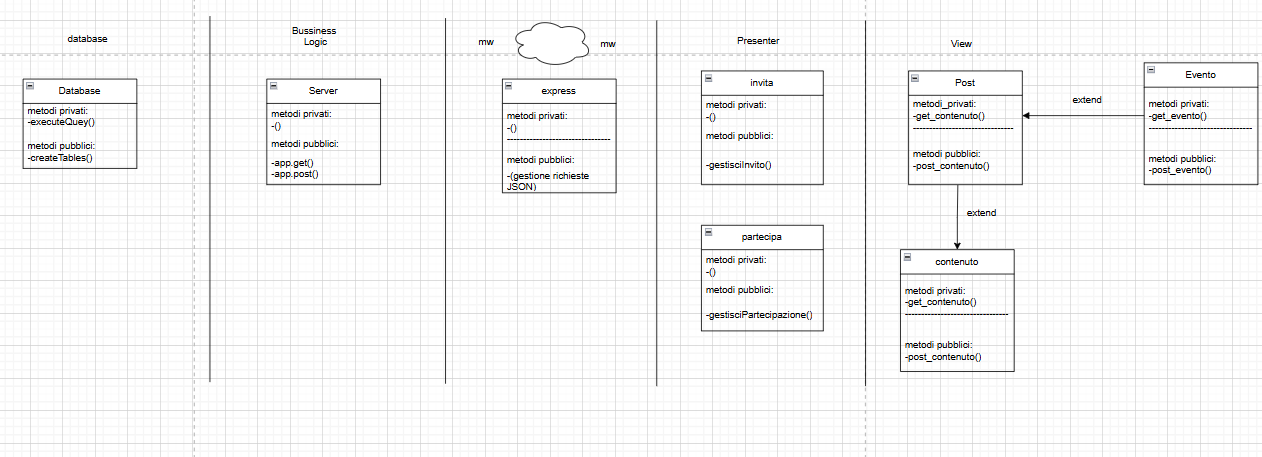 database
Bussiness
Logic
mw
mw
Presenter
View
Database
metodi privati:
-executeQuey()
metodi pubblici:
-createTables()
Server
metodi privati:
-()
metodi pubblici:
-app.get()
-app.post()
express
metodi privati:
-()
--------------------------------
metodi pubblici:
-(gestione richieste
JSON)
invita
metodi privati:
-()
metodi pubblici:
-gestisciInvito()
partecipa
metodi privati:
-()
metodi pubblici:
-gestisciPartecipazione()
Post
metodi_privati:
-get_contenuto()
--------------------------------
metodi pubblici:
-post_contenuto()
extend
Evento
metodi privati:
-get_evento()
--------------------------------
metodi pubblici:
-post_evento()
extend
contenuto
metodi privati:
-get_contenuto()
--------------------------------
metodi pubblici:
-post_contenuto()